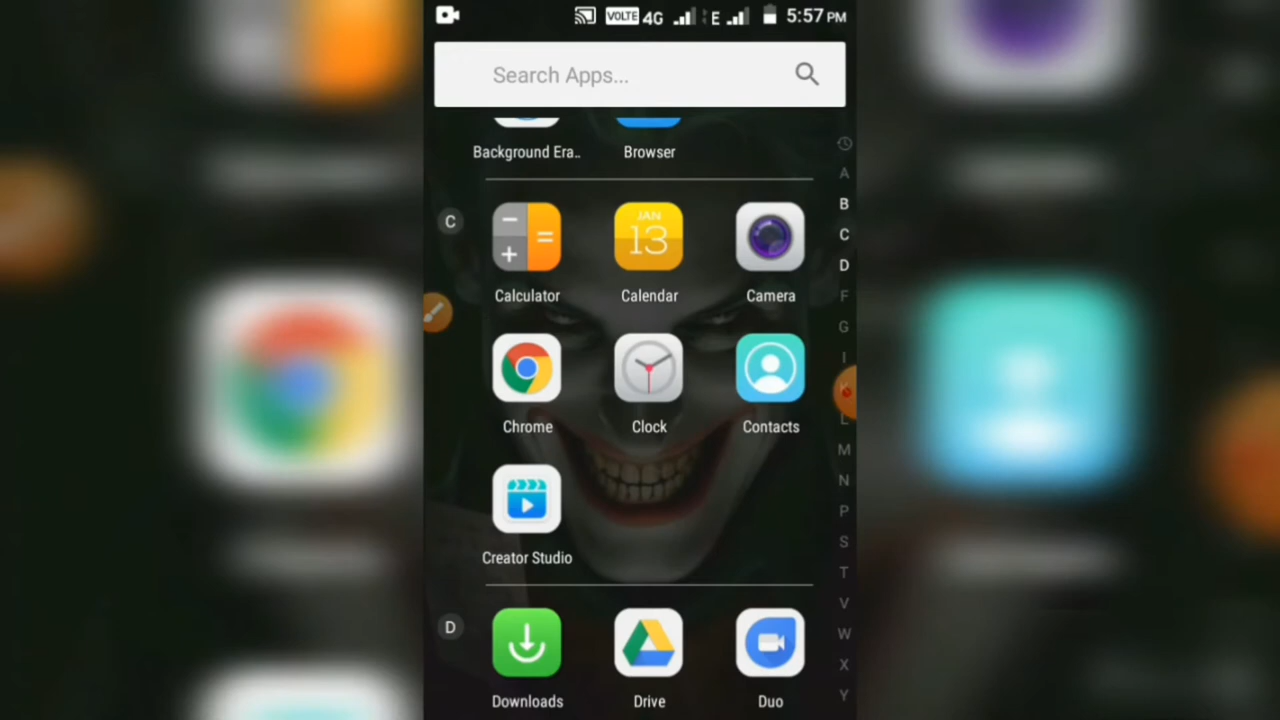 VOLTE 4G E 5:57 PM
Search Apps...
Background Era.. Browser
C
JAN
13
Calculator Calendar Camera
Chrome Clock Contacts
Creator Studio
D
Downloads Drive Duo
A
B
C
D
F
G
I
L
M
N
P
S
T
V
W
X
Y